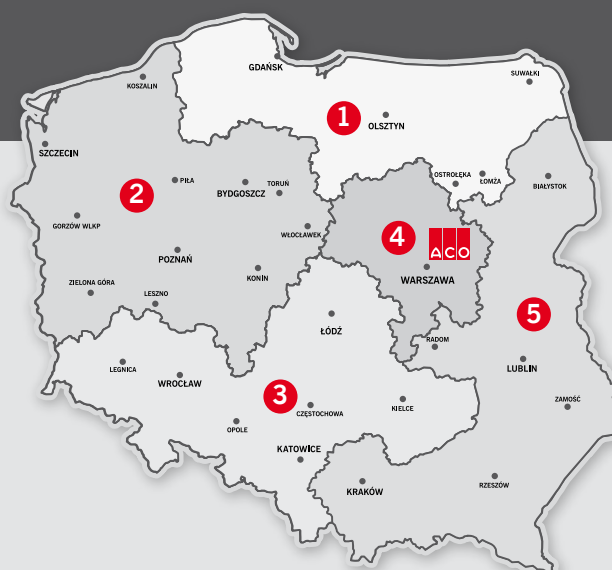 GDAŃSK
SUWAŁKI
KOSZALIN
1
OLSZTYN
SZCZECIN
OSTROŁĘKA
ŁOMŻA
BIAŁYSTOK
PIŁA
2
BYDGOSZCZ
TORUŃ
GORZÓW WLKP
WŁOCŁAWEK
4
ACO
POZNAŃ
KONIN
WARSZAWA
ZIELONA GÓRA
LESZNO
5
ŁÓDŹ
RADOM
LEGNICA
WROCŁAW
LUBLIN
3
CZĘSTOCHOWA
KIELCE
ZAMOŚĆ
OPOLE
KATOWICE
KRAKÓW
RZESZÓW